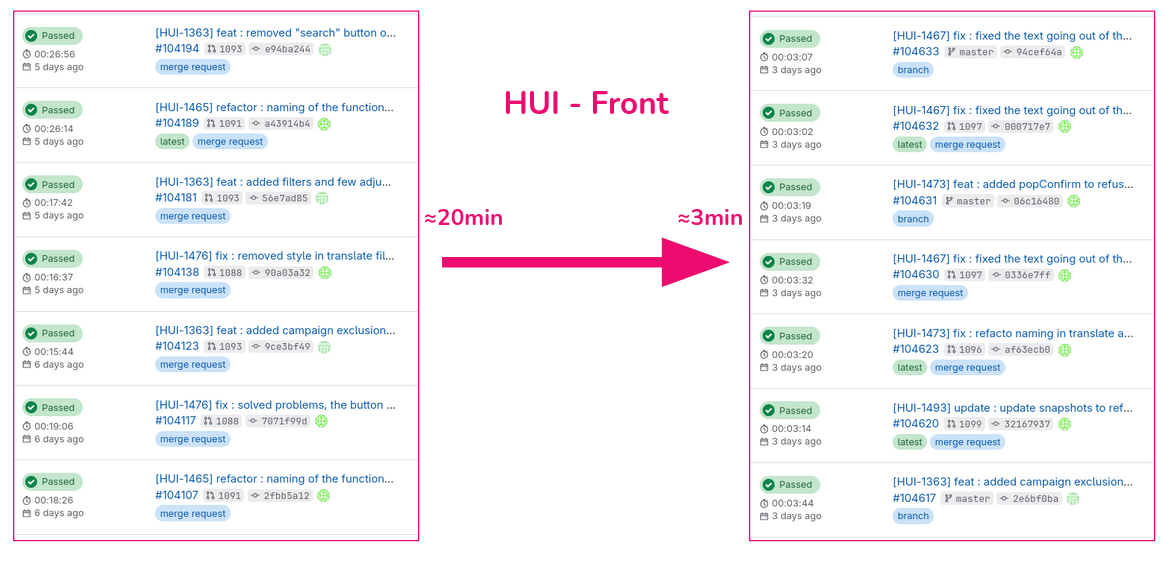 Passed
[HUI-1363] feat : removed "search" button o...
00:26:56
#104194 1093 e94ba244
5 days ago
merge request
Passed
[HUI-1465] refactor : naming of the function...
00:26:14
#104189 1091 a43914b4
5 days ago
latest merge request
Passed
[HUI-1363] feat : added filters and few adju...
00:17:42
#104181 1093 56e7ad85
5 days ago
merge request
Passed
[HUI-1476] fix : removed style in translate fil...
00:16:37
#104138 1088 90a03a32
5 days ago
merge request
Passed
[HUI-1363] feat : added campaign exclusion...
00:15:44
#104123 1093 9ce3bf49
6 days ago
merge request
Passed
[HUI-1476] fix : solved problems, the button ...
00:19:06
#104117 1088 7071f99d
6 days ago
merge request
Passed
[HUI-1465] refactor : naming of the function...
00:18:26
#104107 1091 2fbb5a12
6 days ago
merge request
HUI - Front
≈20min
≈3min
Passed
[HUI-1467] fix : fixed the text going out of th...
00:03:07
#104633 master 94cef64a
3 days ago
branch
Passed
[HUI-1467] fix : fixed the text going out of th...
00:03:02
#104632 1097 000717e7
3 days ago
latest merge request
Passed
[HUI-1473] feat : added popConfirm to refus...
00:03:19
#104631 master 06c16480
3 days ago
branch
Passed
[HUI-1467] fix : fixed the text going out of th...
00:03:32
#104630 1097 0336e7ff
3 days ago
merge request
Passed
[HUI-1473] fix : refacto naming in translate a...
00:03:20
#104623 1096 af63ecb0
3 days ago
latest merge request
Passed
[HUI-1493] update : update snapshots to ref...
00:03:14
#104620 1099 32167937
3 days ago
latest merge request
Passed
[HUI-1363] feat : added campaign exclusion...
00:03:44
#104617 master 2e6bf0ba
3 days ago
branch